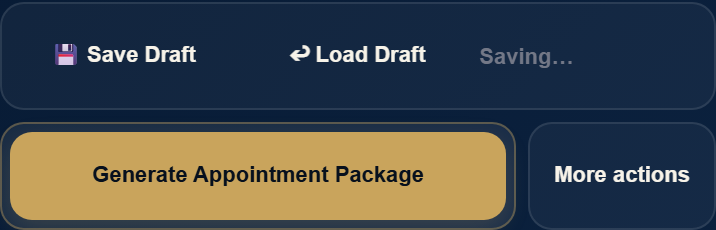 💾 Save Draft
↩ Load Draft
Saving...
Generate Appointment Package
More actions